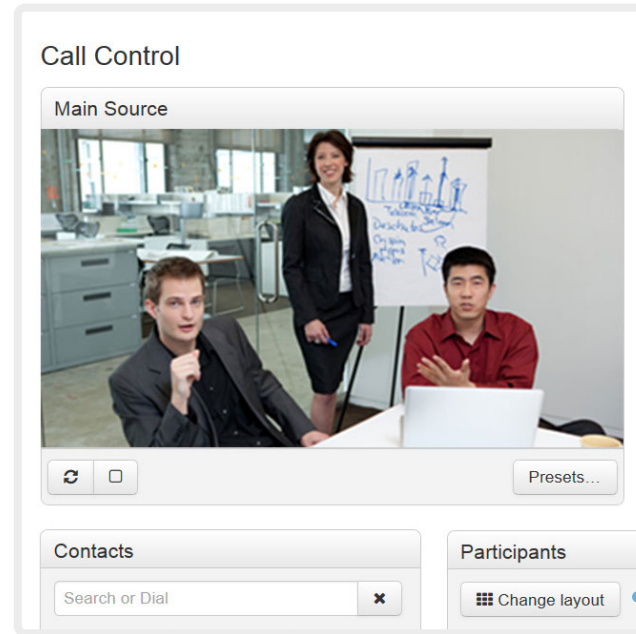 Call Control
Main Source
Presets...
Contacts
Participants
Search or Dial
Change layout